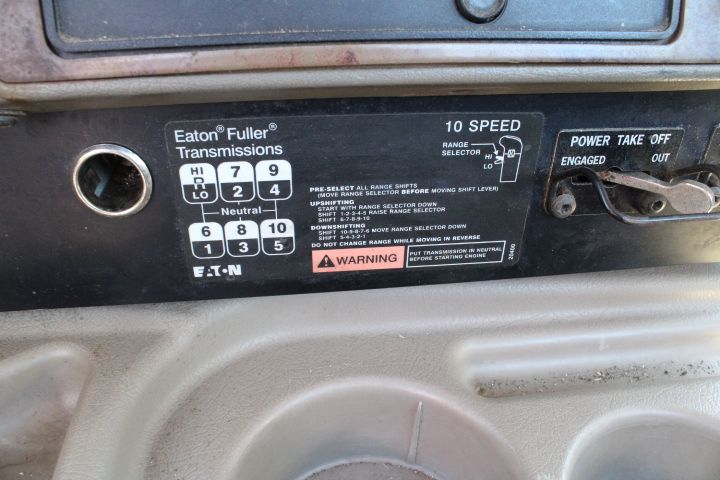 Eaton® Fuller®
Transmissions
HI R LO
7 2
9 4
Neutral
6 1
8 3
10 5
EATON
10 SPEED
RANGE
SELECTOR
HI
LO
PRE-SELECT ALL RANGE SHIFTS
(MOVE RANGE SELECTOR BEFORE MOVING SHIFT LEVER)
UPSHIFTING
START WITH RANGE SELECTOR DOWN
SHIFT 1-2-3-4-5 RAISE RANGE SELECTOR
SHIFT 6-7-8-9-10
DOWNSHIFTING
SHIFT 10-9-8-7-6 MOVE RANGE SELECTOR DOWN
SHIFT 5-4-3-2-1
DO NOT CHANGE RANGE WHILE MOVING IN REVERSE
WARNING
PUT TRANSMISSION IN NEUTRAL
BEFORE STARTING ENGINE
20450
POWER TAKE OFF
ENGAGED OUT